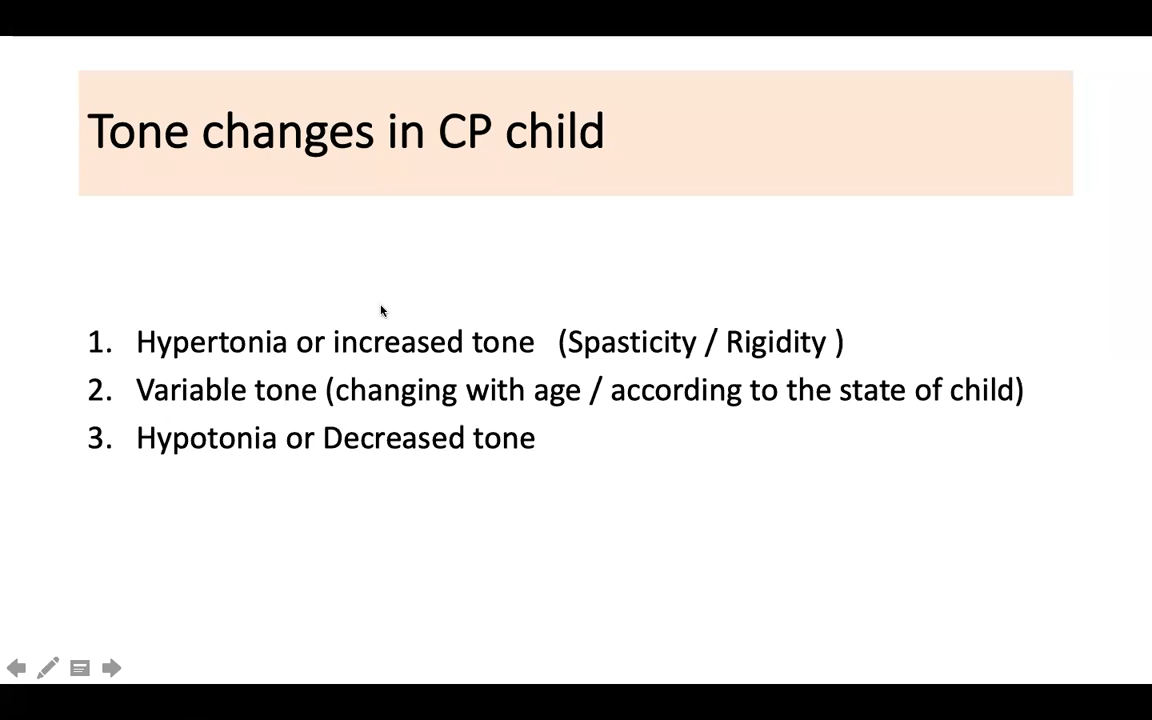 Tone changes in CP child
1. Hypertonia or increased tone (Spasticity / Rigidity )
2. Variable tone (changing with age / according to the state of child)
3. Hypotonia or Decreased tone